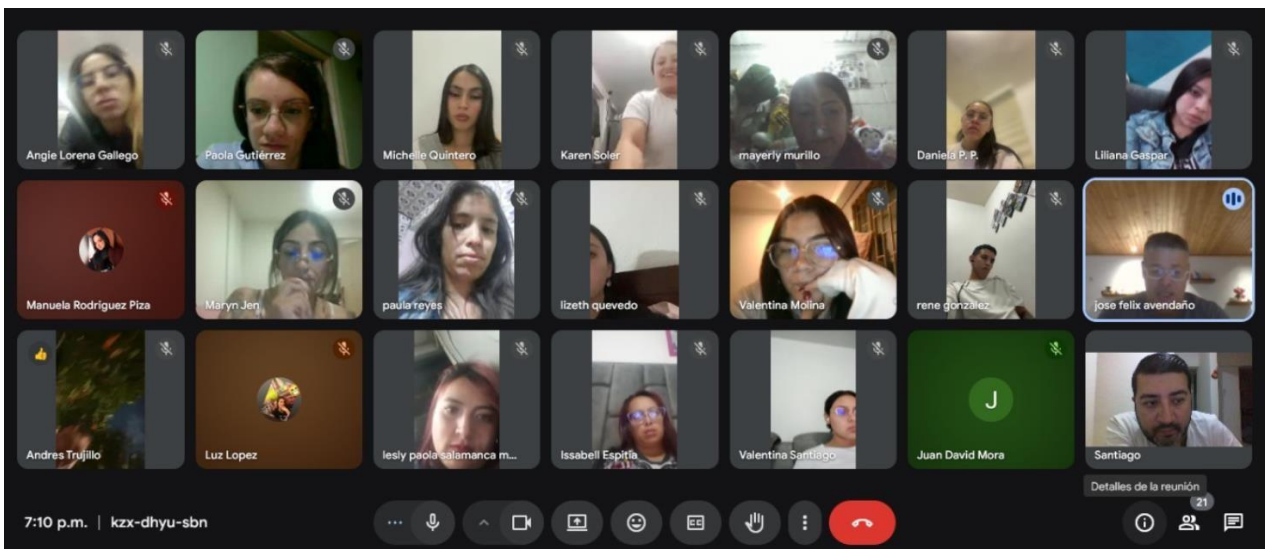 Angie Lorena Gallego
Paola Gutiérrez
Michelle Quintero
Karen Soler
mayerly murillo
Daniela P. P.
Liliana Gaspar
Manuela Rodriguez Piza
Maryn Jen
paula reyes
lizeth quevedo
Valentina Molina
rene gonzalez
jose felix avendaño
Andres Trujillo
Luz Lopez
lesly paola salamanca m...
Issabell Espitia
Valentina Santiago
J
Juan David Mora
Santiago
Detalles de la reunión
21
7:10 p.m. | kzx-dhyu-sbn
CC